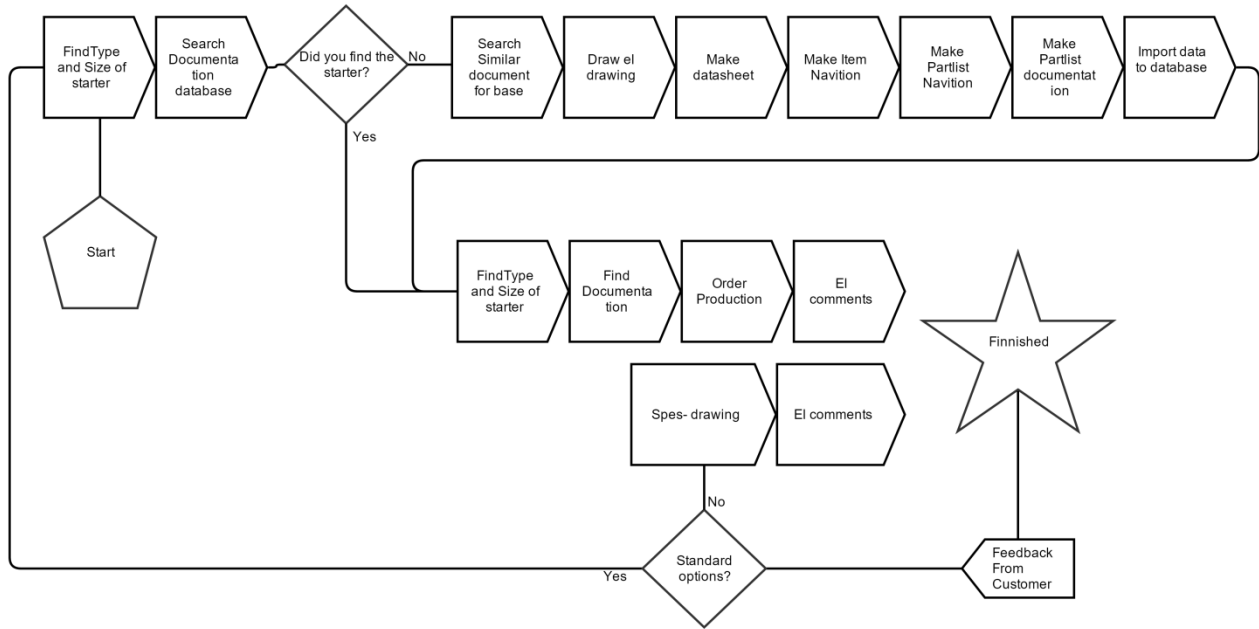 FindType
and Size of
starter
Search
Documenta
tion
database
Did you find the
starter?
No
Search
Similar
document
for base
Draw el
drawing
Make
datasheet
Make Item
Navition
Make
Partlist
Navition
Make
Partlist
documentat
ion
Import data
to database
Yes
Start
FindType
and Size of
starter
Find
Documenta
tion
Order
Production
El
comments
Finnished
Spes- drawing
El comments
No
Standard
options?
Yes
Feedback
From
Customer